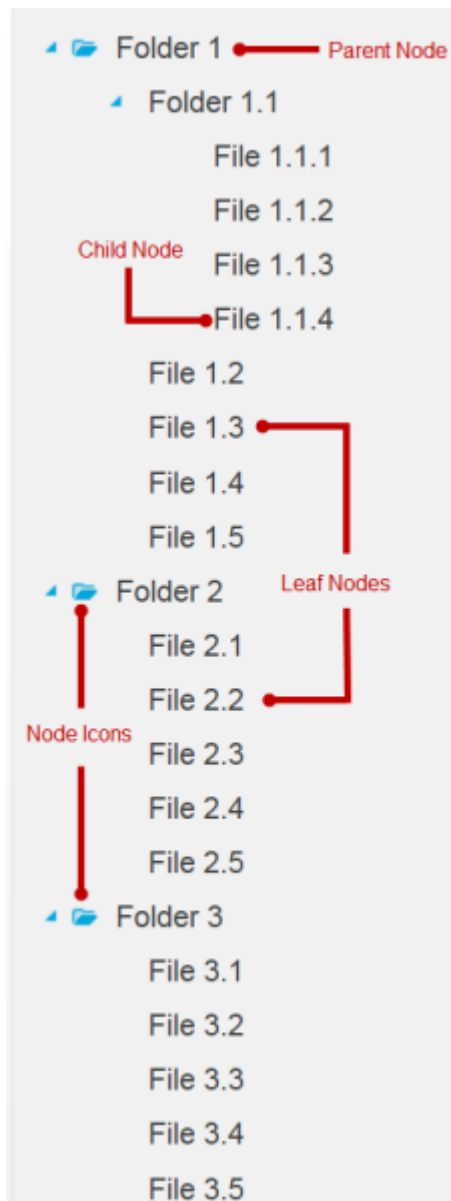 Folder 1
Parent Node
Folder 1.1
File 1.1.1
File 1.1.2
Child Node
File 1.1.3
File 1.1.4
File 1.2
File 1.3
File 1.4
File 1.5
Folder 2
Leaf Nodes
File 2.1
File 2.2
Node Icons
File 2.3
File 2.4
File 2.5
Folder 3
File 3.1
File 3.2
File 3.3
File 3.4
File 3.5